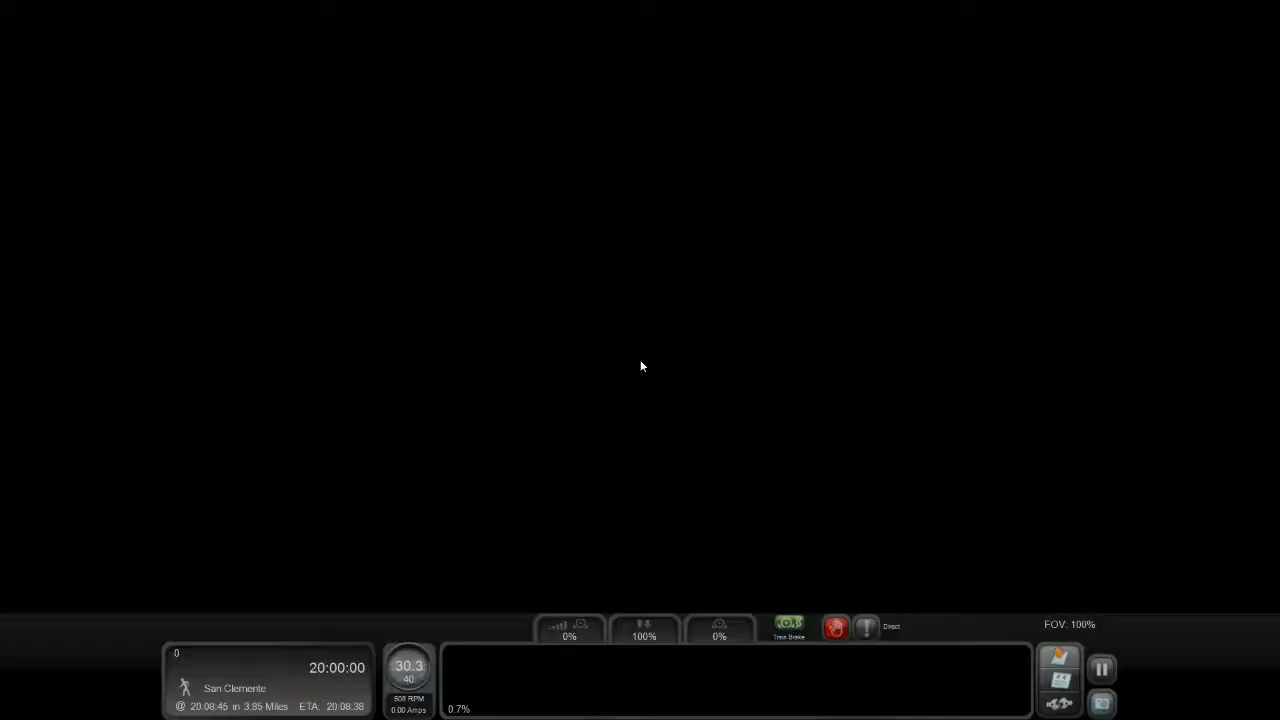 FOV: 100%
0% 100% 0% Train Brake Direct
0
20:00:00
San Clemente
@ 20:08:45 in 3.85 Miles ETA: 20:08:38
30.3
40
508 RPM
0.00 Amps
0.7%